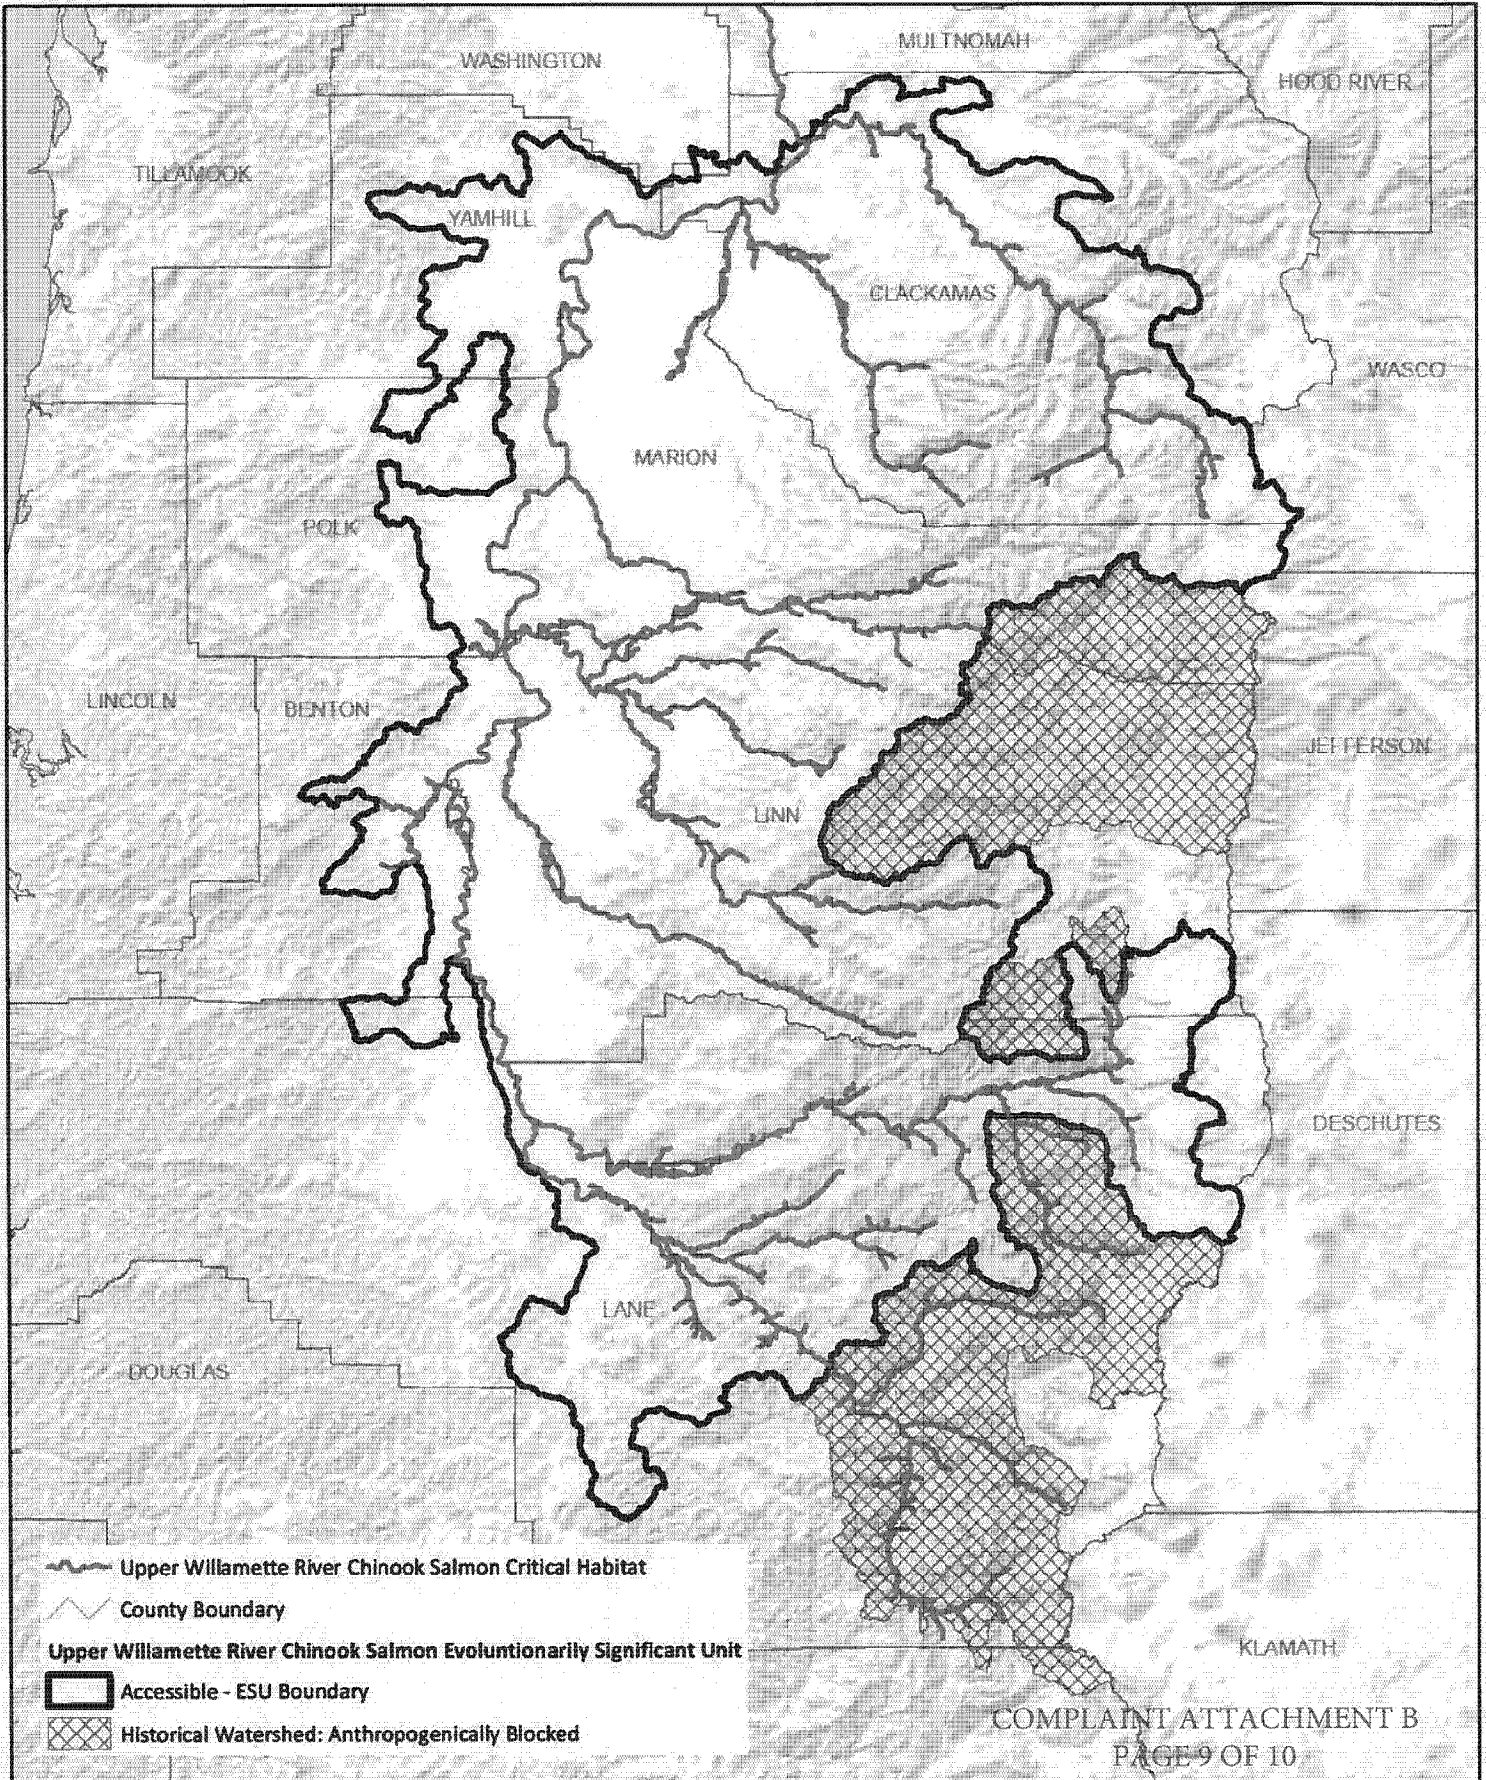 MULTNOMAH
WASHINGTON
HOOD RIVER
TILLAMOOK
YAMHILL
CLACKAMAS
WASCO
MARION
POLK
LINCOLN
BENTON
JEFFERSON
LINN
DESCHUTES
LANE
DOUGLAS
Upper Willamette River Chinook Salmon Critical Habitat
County Boundary
Upper Willamette River Chinook Salmon Evoluntionarily Significant Unit
Accessible - ESU Boundary
Historical Watershed: Anthropogenically Blocked
KLAMATH
COMPLAINT ATTACHMENT B
PAGE 9 OF 10